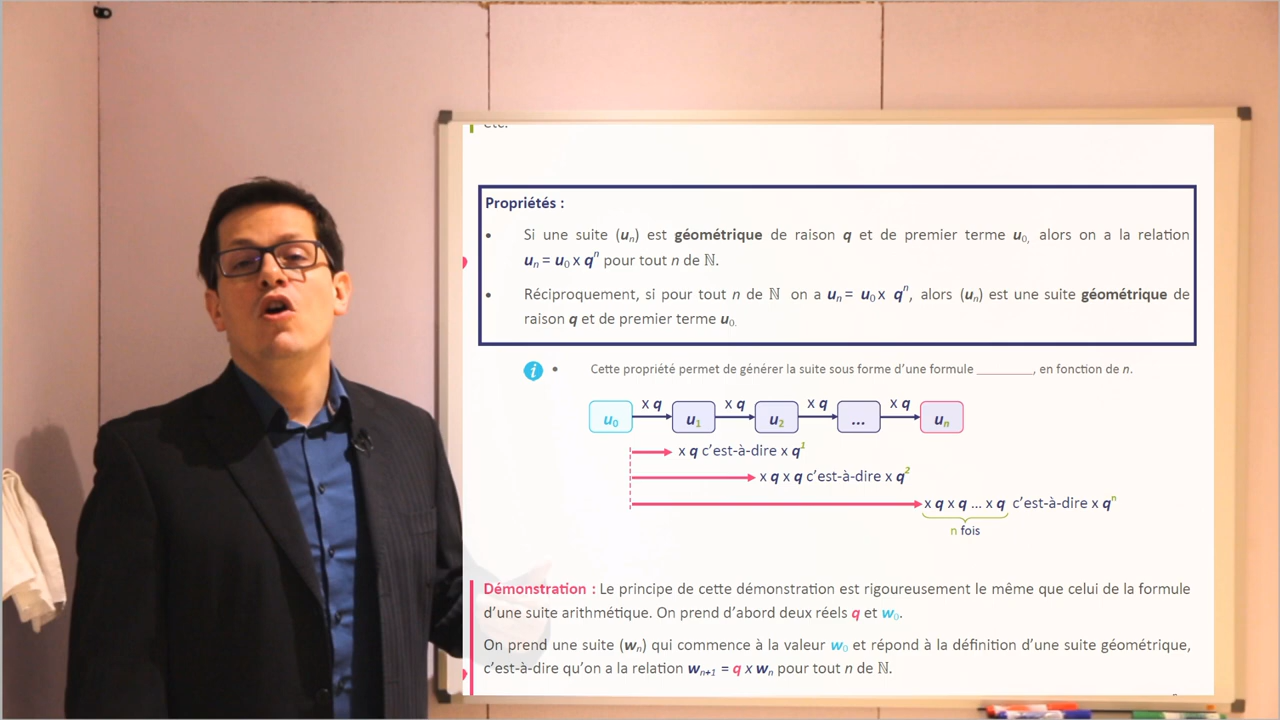 etc.
Propriétés :
• Si une suite (uₙ) est géométrique de raison q et de premier terme u₀, alors on a la relation
uₙ = u₀ x qⁿ pour tout n de ℕ.
• Réciproquement, si pour tout n de ℕ on a uₙ = u₀ x qⁿ, alors (uₙ) est une suite géométrique de
raison q et de premier terme u₀.
i • Cette propriété permet de générer la suite sous forme d'une formule ________, en fonction de n.
x q x q x q x q
u₀ u₁ u₂ ... uₙ
x q c'est-à-dire x q¹
x q x q c'est-à-dire x q²
x q x q ... x q c'est-à-dire x qⁿ
n fois
Démonstration : Le principe de cette démonstration est rigoureusement le même que celui de la formule
d'une suite arithmétique. On prend d'abord deux réels q et w₀.
On prend une suite (wₙ) qui commence à la valeur w₀ et répond à la définition d'une suite géométrique,
c'est-à-dire qu'on a la relation wₙ₊₁ = q x wₙ pour tout n de ℕ.